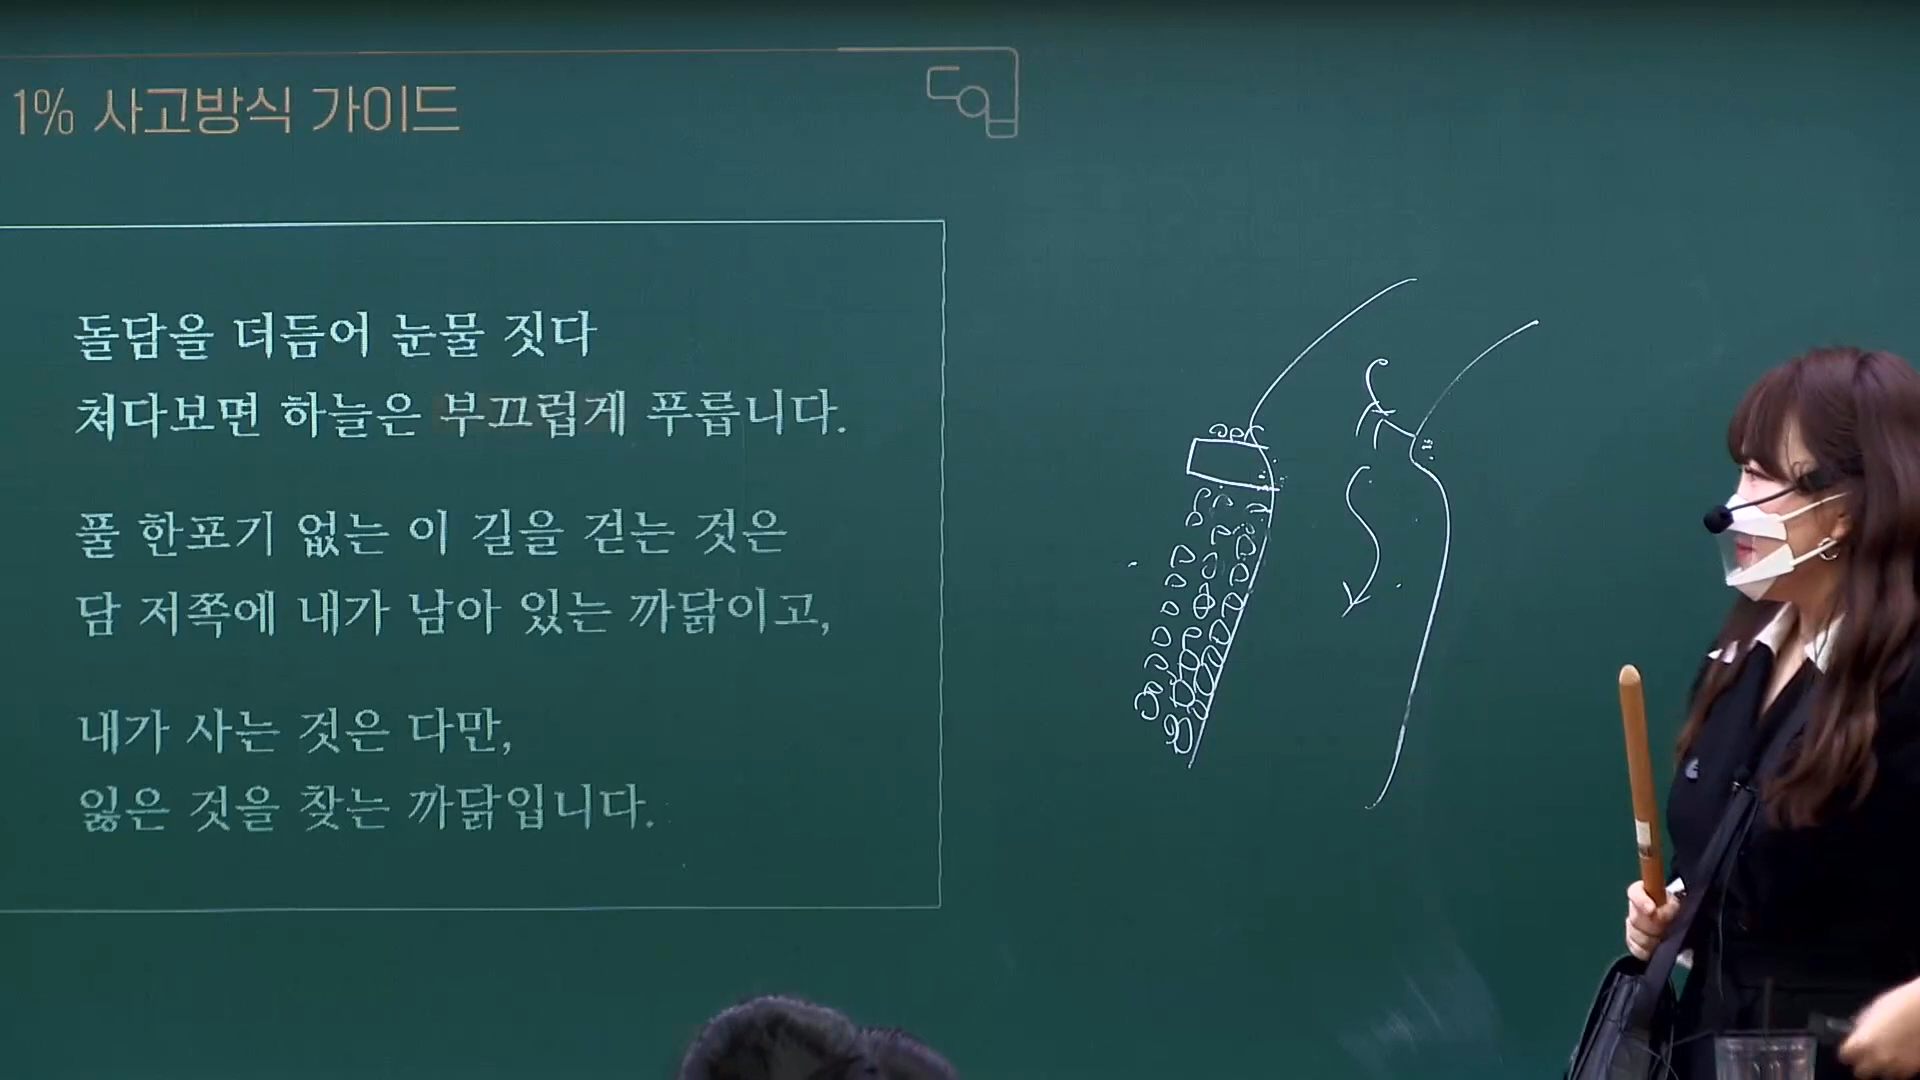 1% 사고방식 가이드
돌담을 더듬어 눈물 짓다
쳐다보면 하늘은 부끄럽게 푸릅니다.
풀 한포기 없는 이 길을 걷는 것은
담 저쪽에 내가 남아 있는 까닭이고,
내가 사는 것은 다만,
잃은 것을 찾는 까닭입니다.